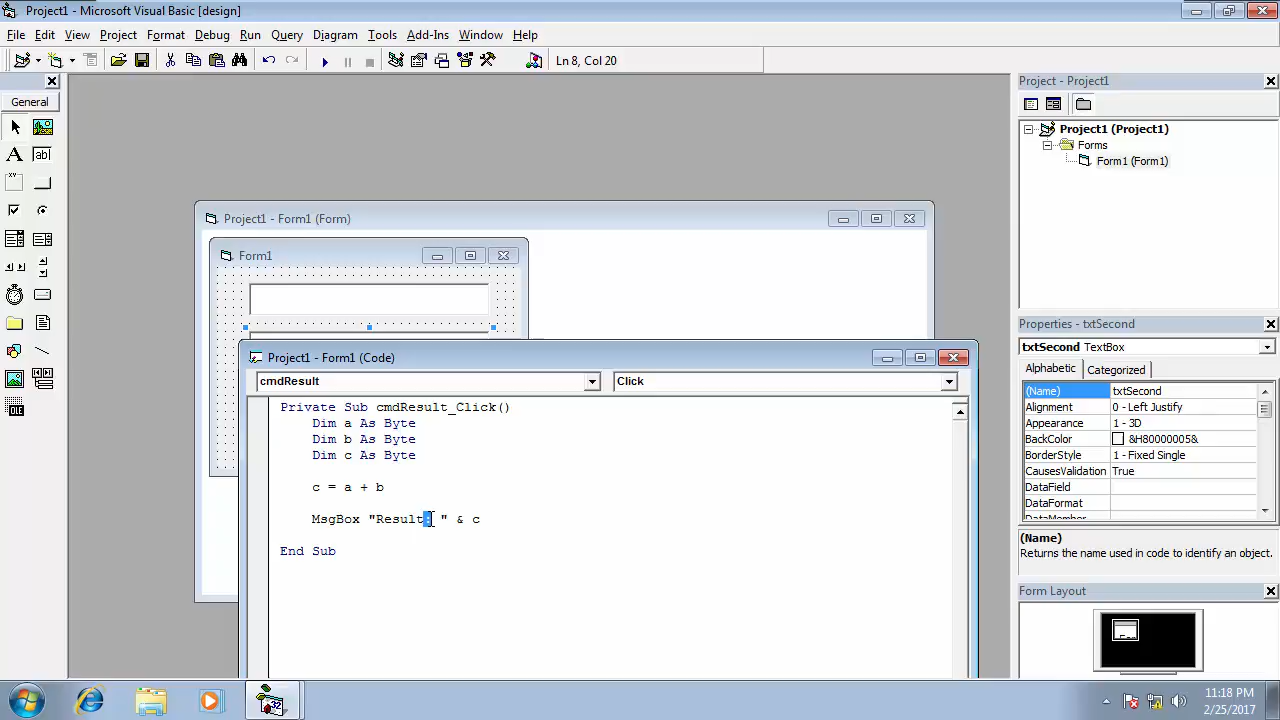 Project1 - Microsoft Visual Basic [design]
File Edit View Project Format Debug Run Query Diagram Tools Add-Ins Window Help
Ln 8, Col 20
General
Project - Project1
Project1 (Project1)
Forms
Form1 (Form1)
Project1 - Form1 (Form)
Form1
Project1 - Form1 (Code)
cmdResult Click
Private Sub cmdResult_Click()
Dim a As Byte
Dim b As Byte
Dim c As Byte
c = a + b
MsgBox "Result: " & c
End Sub
Properties - txtSecond
txtSecond TextBox
Alphabetic Categorized
(Name) txtSecond
Alignment 0 - Left Justify
Appearance 1 - 3D
BackColor &H80000005&
BorderStyle 1 - Fixed Single
CausesValidation True
DataField
DataFormat
DataMember
(Name)
Returns the name used in code to identify an object.
Form Layout
A
ab|
OLE
32
11:18 PM
2/25/2017